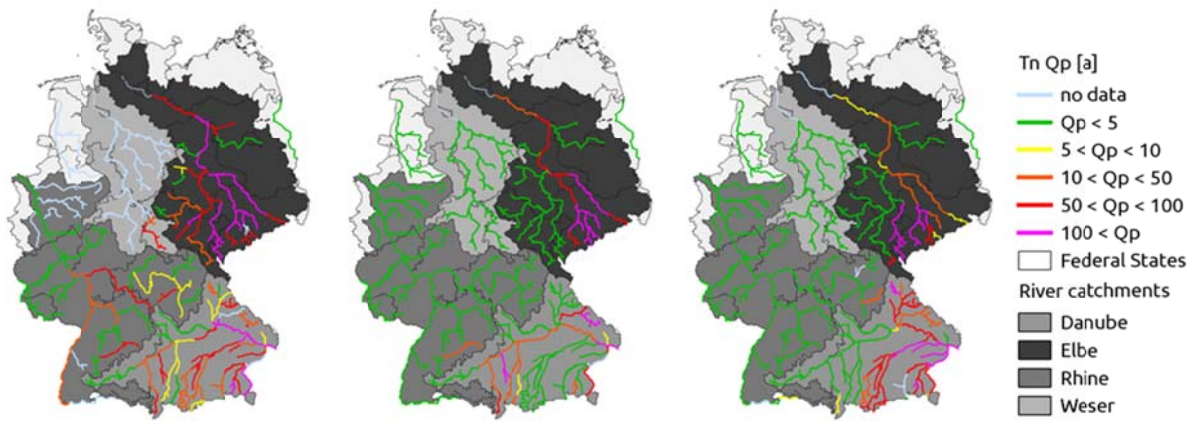 Tn Qp [a]
no data
Qp < 5
5 < Qp < 10
10 < Qp < 50
50 < Qp < 100
100 < Qp
Federal States
River catchments
Danube
Elbe
Rhine
Weser